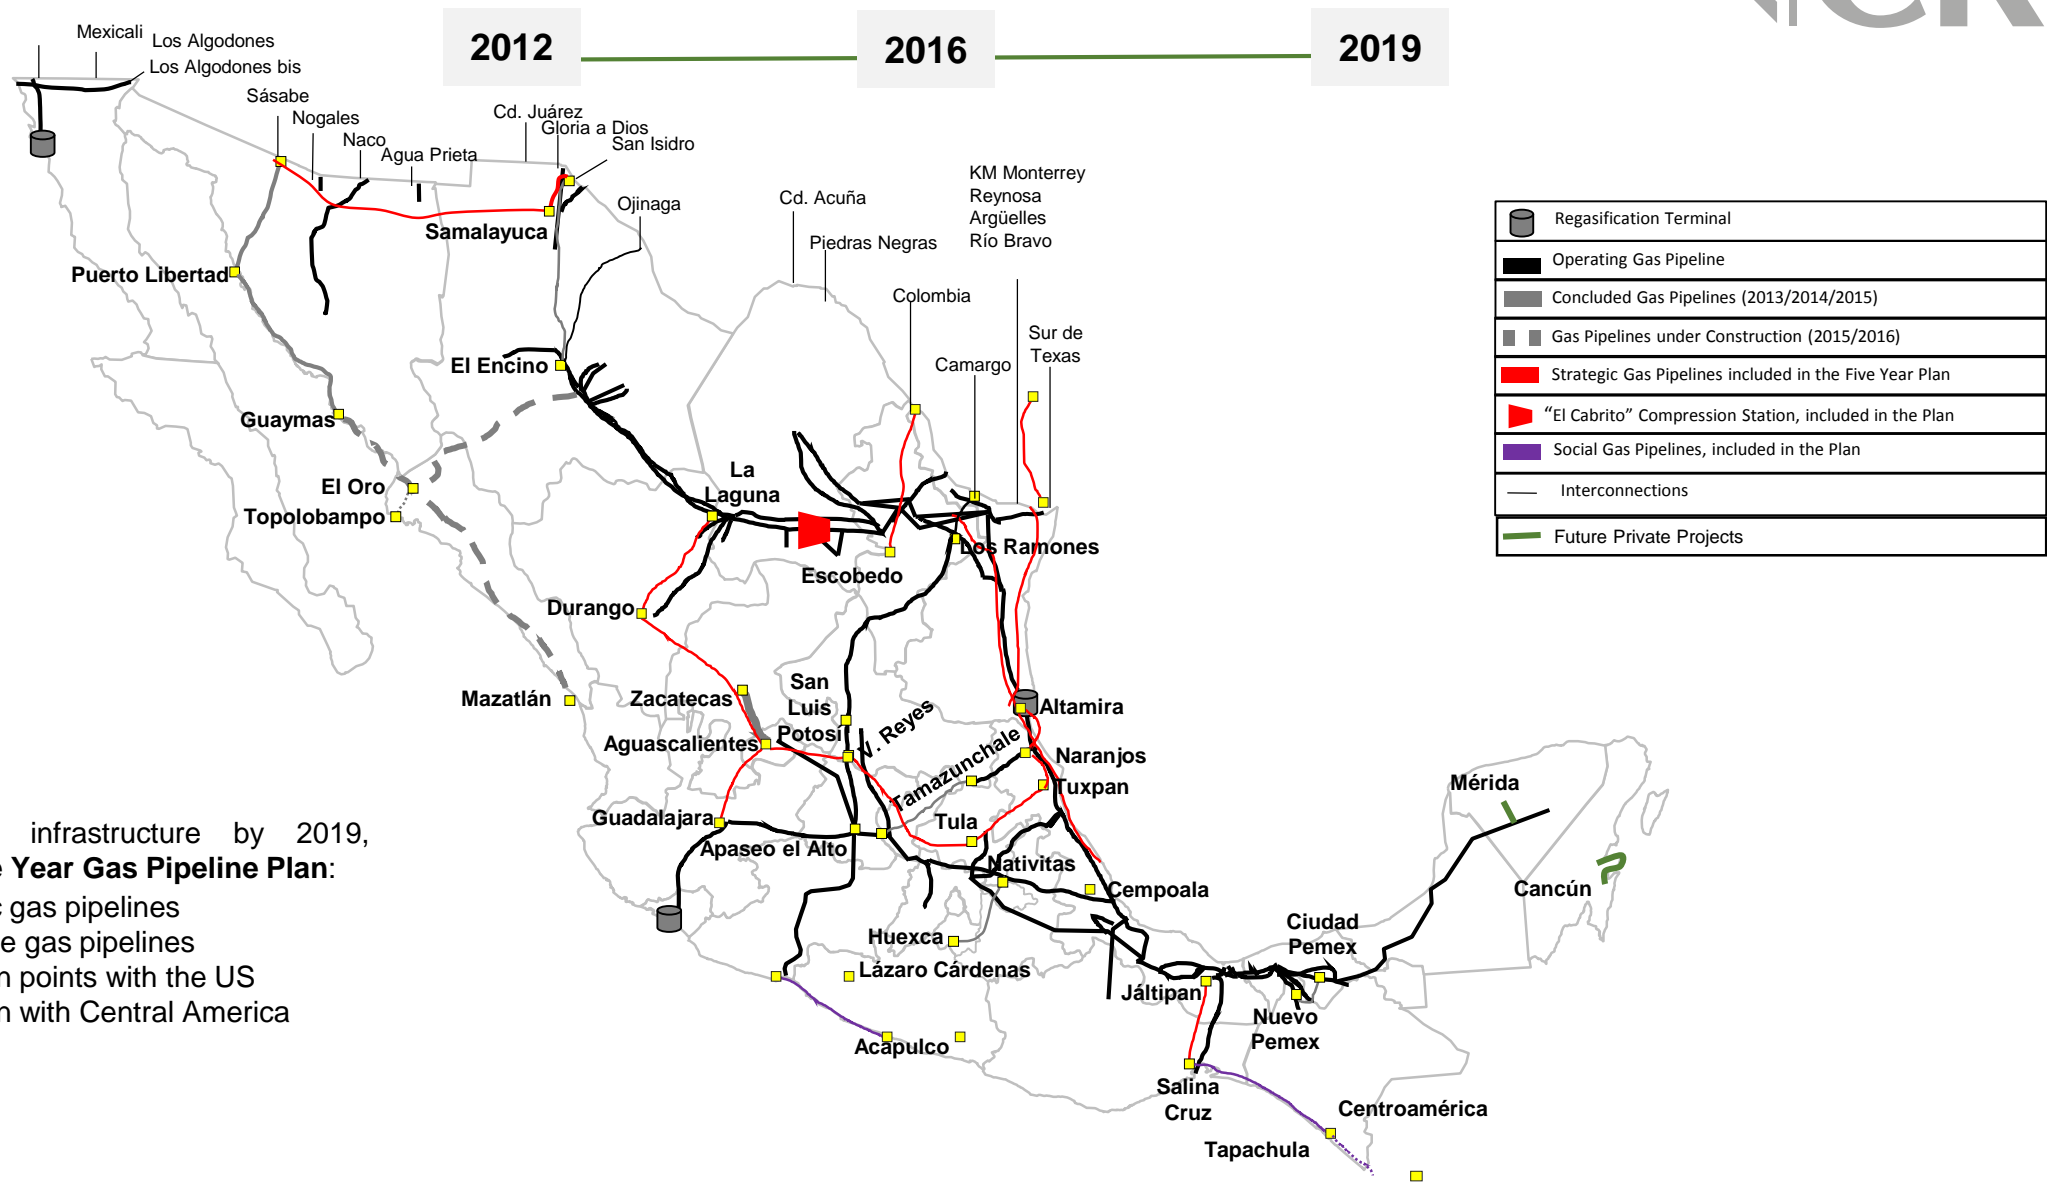 Mexicali
Los Algodones
Los Algodones bis
2012
2016
2019
Sásabe
Nogales
Naco
Agua Prieta
Cd. Juárez
Gloria a Dios
San Isidro
Ojinaga
Cd. Acuña
Piedras Negras
KM Monterrey
Reynosa
Argüelles
Río Bravo
Colombia
Camargo
Sur de
Texas
Samalayuca
Puerto Libertad
El Encino
Guaymas
El Oro
Topolobampo
La
Laguna
Los Ramones
Escobedo
Durango
Mazatlán
Zacatecas
San
Luis
Potosí
V. Reyes
Aguascalientes
Altamira
Tamazunchale
Naranjos
Tuxpan
Guadalajara
Apaseo el Alto
Tula
Nativitas
Cempoala
Huexca
Lázaro Cárdenas
Acapulco
Jáltipan
Ciudad
Pemex
Nuevo
Pemex
Salina
Cruz
Mérida
Cancún
Centroamérica
Tapachula
Regasification Terminal
Operating Gas Pipeline
Concluded Gas Pipelines (2013/2014/2015)
Gas Pipelines under Construction (2015/2016)
Strategic Gas Pipelines included in the Five Year Plan
“El Cabrito” Compression Station, included in the Plan
Social Gas Pipelines, included in the Plan
Interconnections
Future Private Projects
infrastructure by 2019,
Year Gas Pipeline Plan:
gas pipelines
gas pipelines
points with the US
with Central America